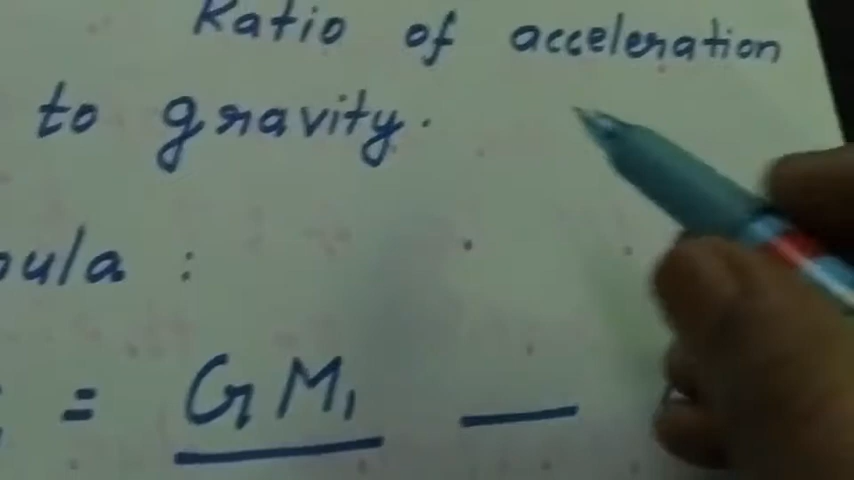 Ratio of acceleration
to gravity.
ula :
= GM₁ —